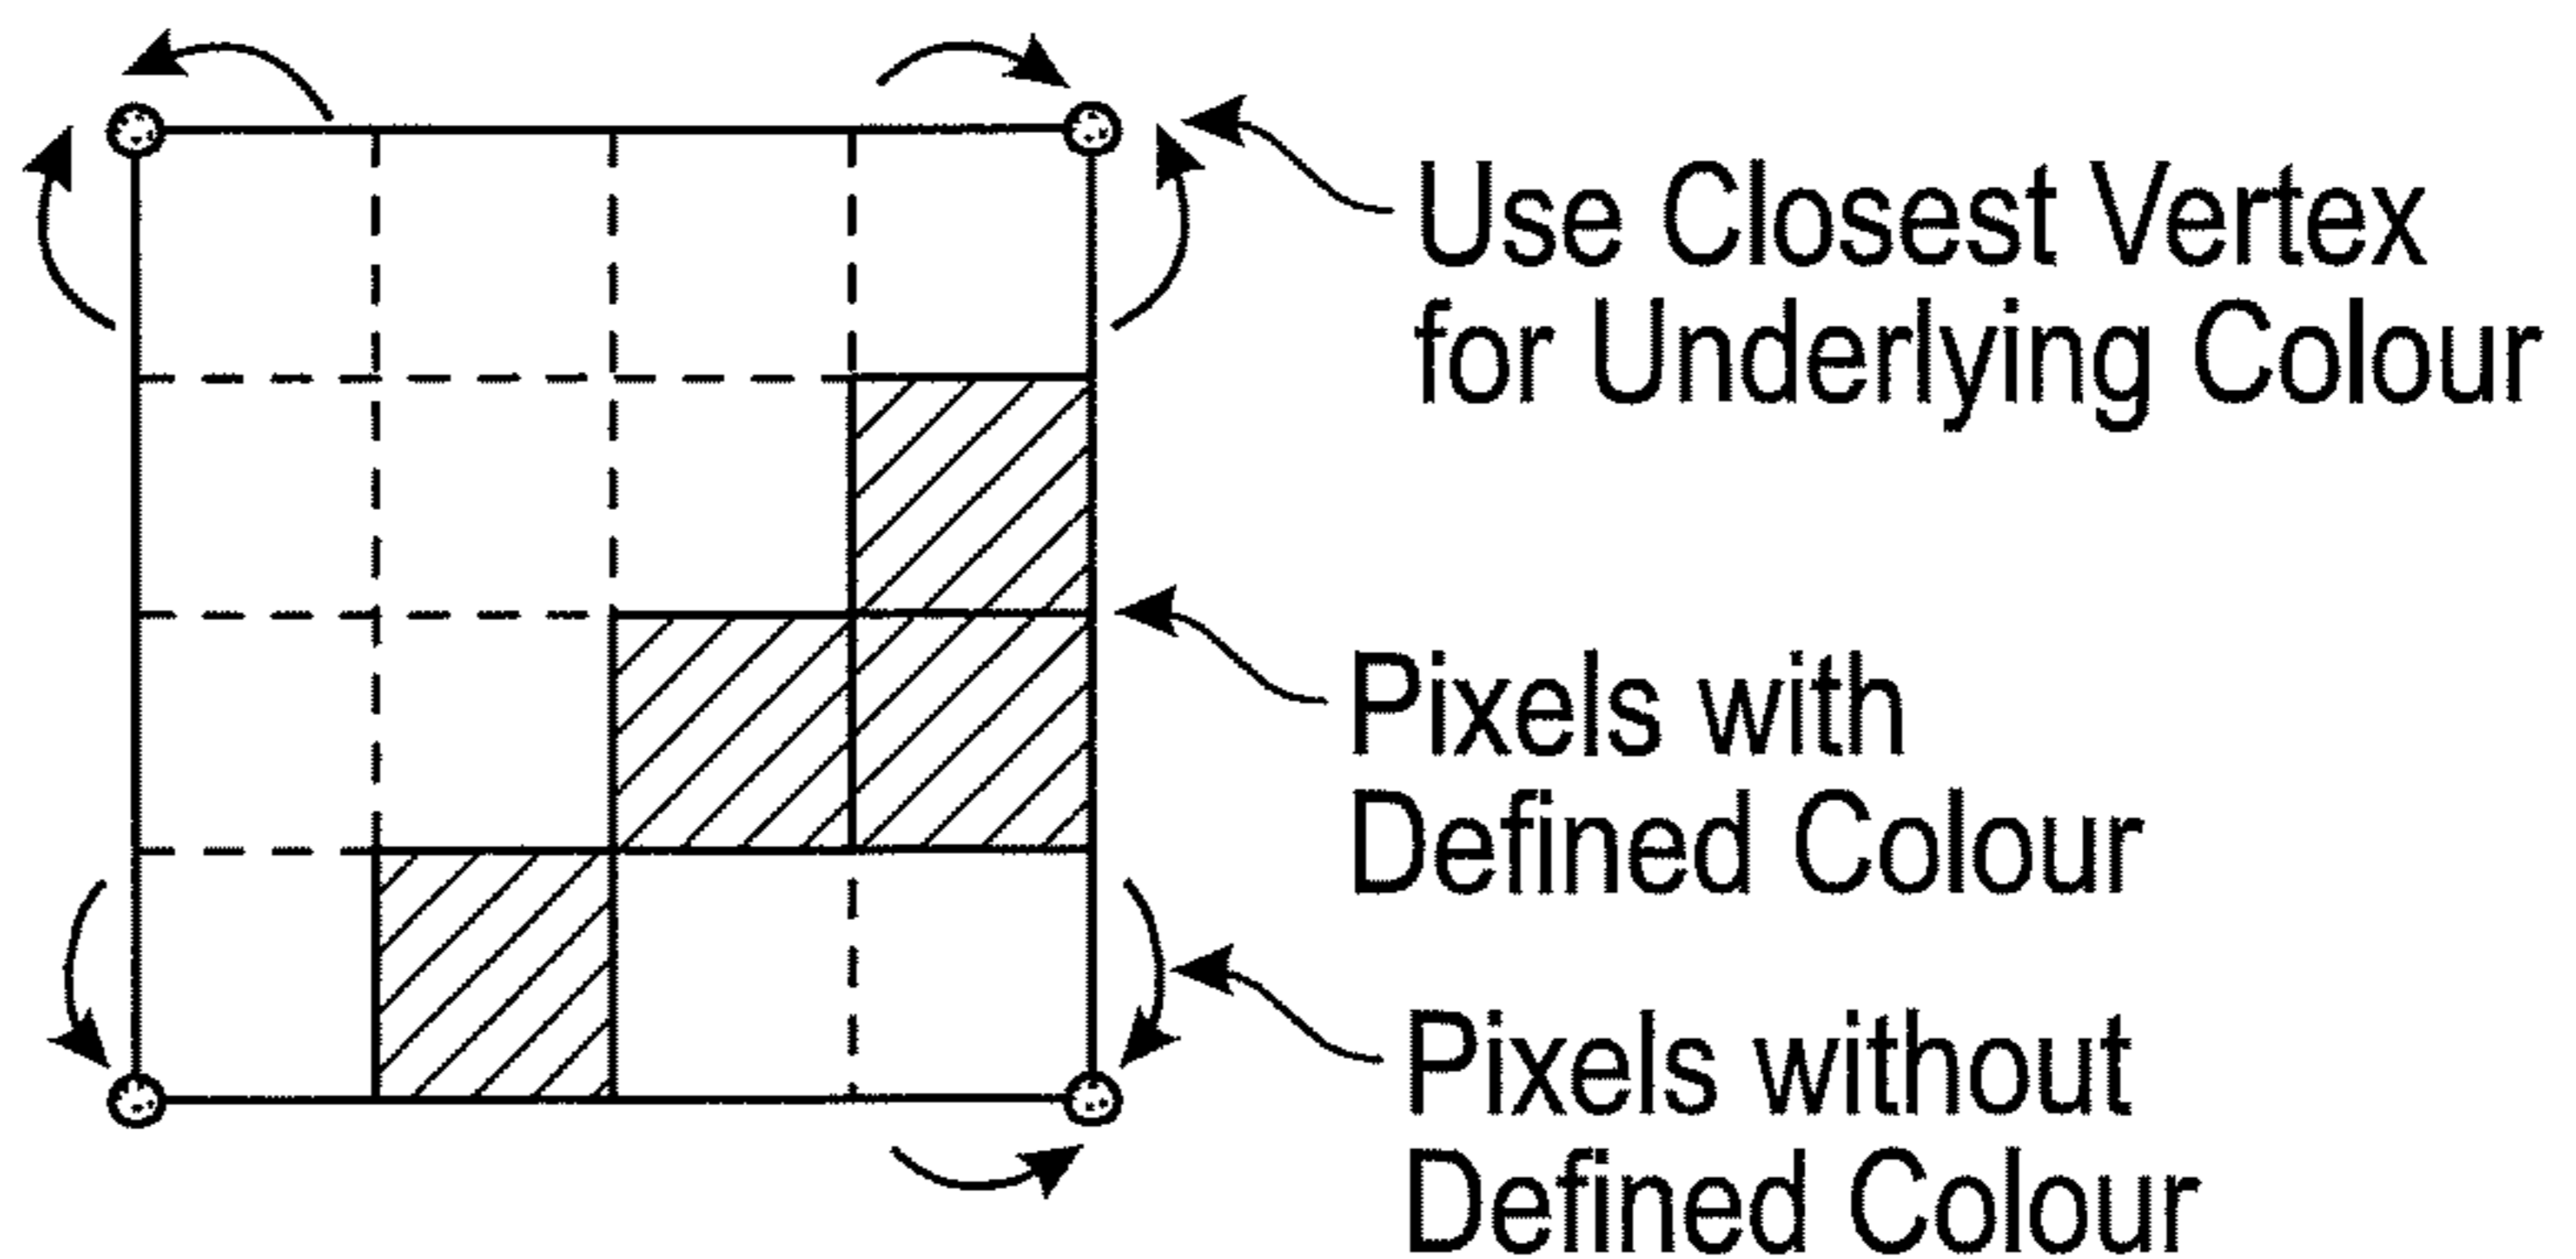 Use Closest Vertex
for Underlying Colour
Pixels with
Defined Colour
Pixels without
Defined Colour